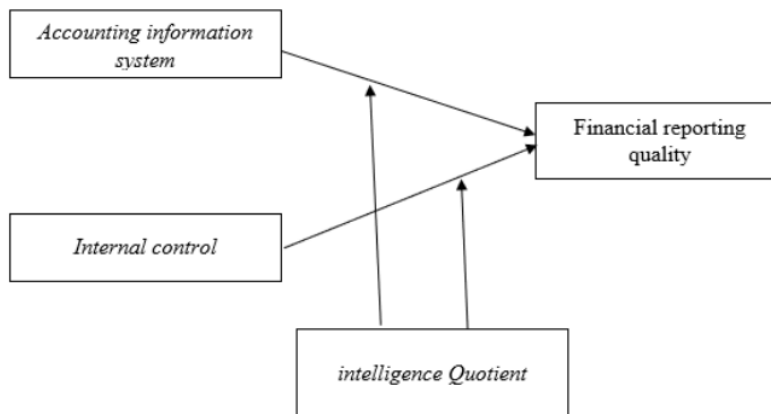 Accounting information
system
Financial reporting
quality
Internal control
intelligence Quotient